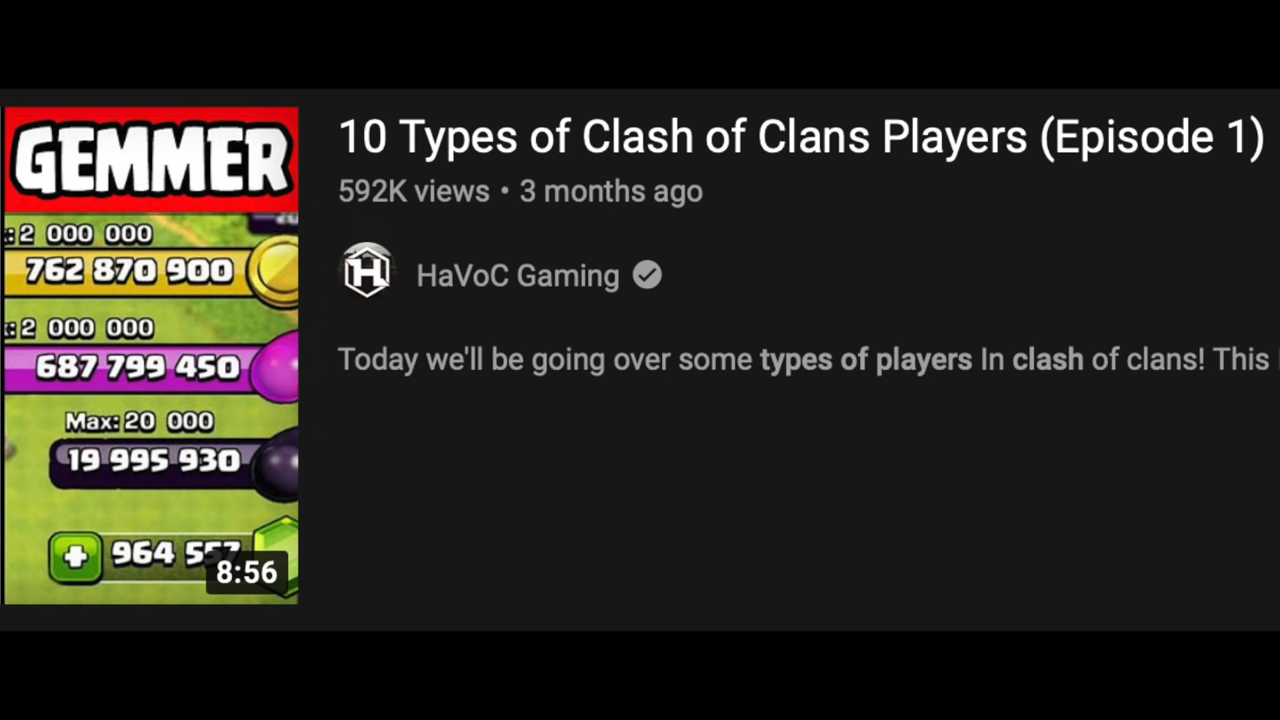 GEMMER
: 2 000 000
762 870 900
: 2 000 000
687 799 450
Max: 20 000
19 995 930
964 557
8:56
10 Types of Clash of Clans Players (Episode 1)
592K views • 3 months ago
H
HaVoC Gaming
Today we'll be going over some types of players In clash of clans! This